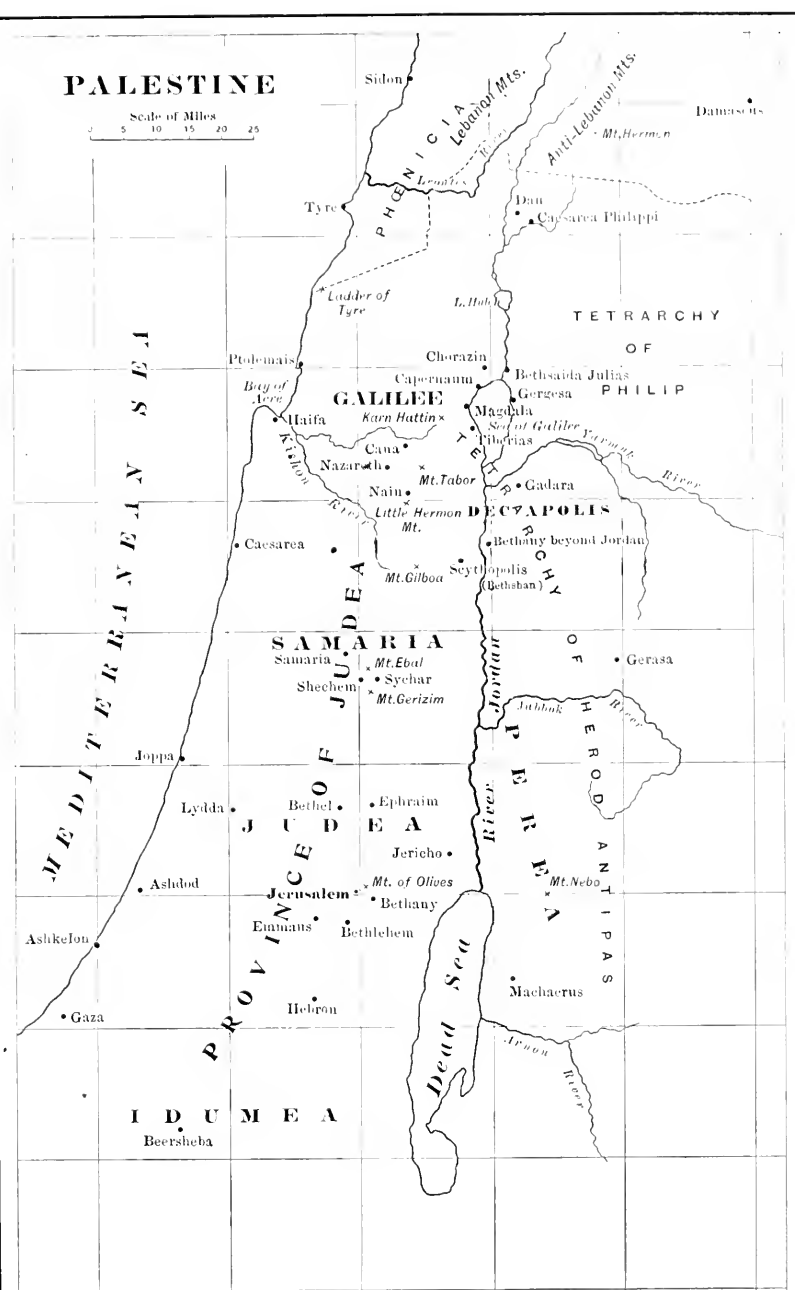 PALESTINE
Scale of Miles
0 5 10 15 20 25
Sidon
Lebanon Mts.
Anti-Lebanon Mts.
Damascus
Mt. Hermon
PHŒNICIA
Leontes River
Tyre
Dan
Caesarea Philippi
Ladder of
Tyre
L. Huleh
TETRARCHY
OF
PHILIP
Ptolemais
Chorazin
Bethsaida Julias
Capernaum
Gergesa
Bay of
Acre
GALILEE
Magdala
Haifa
Karn Hattin
Sea of Galilee
Tiberias
Cana
Yarmuk River
Kishon River
Nazareth
Mt. Tabor
Gadara
Nain
Little Hermon
Mt.
DECAPOLIS
Caesarea
Bethany beyond Jordan
Scythopolis
(Bethshan)
Mt. Gilboa
MEDITERRANEAN SEA
TETRARCHY OF HEROD ANTIPAS
SAMARIA
Samaria
Mt. Ebal
Gerasa
Shechem
Sychar
Mt. Gerizim
Jordan River
Jabbok River
PEREA
Joppa
Lydda
Bethel
Ephraim
JUDEA
PROVINCE OF JUDEA
Jericho
Ashdod
Jerusalem
Mt. of Olives
Mt. Nebo
Bethany
Emmaus
Bethlehem
Ashkelon
Dead Sea
Machaerus
Hebron
Gaza
Arnon River
IDUMEA
Beersheba